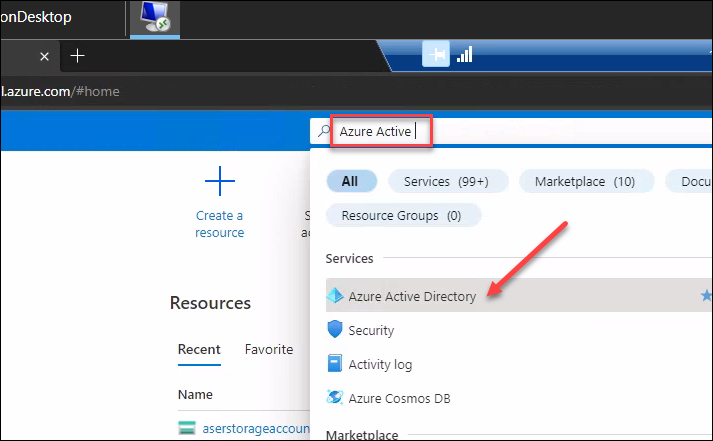 onDesktop
l.azure.com/#home
Azure Active
All
Services (99+)
Marketplace (10)
Docu
Resource Groups (0)
Create a
resource
S
ac
Services
Azure Active Directory
Security
Activity log
Azure Cosmos DB
Marketplace
Resources
Recent
Favorite
Name
aserstorageaccoun